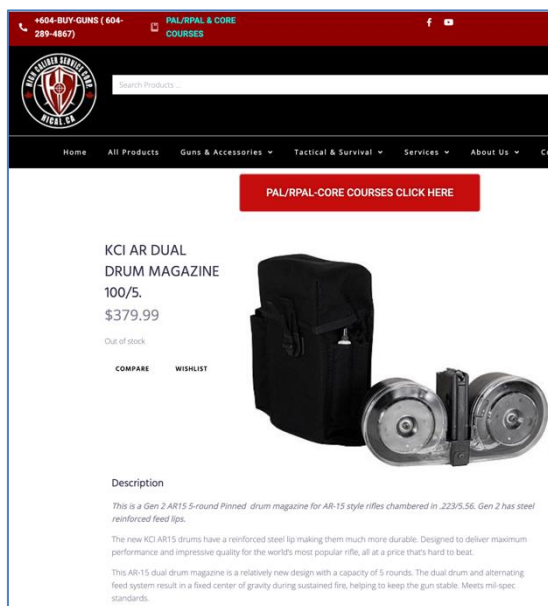 +604-BUY-GUNS ( 604-
289-4867)
PAL/RPAL & CORE
COURSES
HIGH CALIBER SERVICE CORP.
HICAL.CA
Search Products ...
Home
All Products
Guns & Accessories
Tactical & Survival
Services
About Us
PAL/RPAL-CORE COURSES CLICK HERE
KCI AR DUAL
DRUM MAGAZINE
100/5.
$379.99
Out of stock
COMPARE
WISHLIST
Description
This is a Gen 2 AR15 5-round Pinned drum magazine for AR-15 style rifles chambered in .223/5.56. Gen 2 has steel
reinforced feed lips.
The new KCI AR15 drums have a reinforced steel lip making them much more durable. Designed to deliver maximum
performance and impressive quality for the world's most popular rifle, all at a price that's hard to beat.
This AR-15 dual drum magazine is a relatively new design with a capacity of 5 rounds. The dual drum and alternating
feed system result in a fixed center of gravity during sustained fire, helping to keep the gun stable. Meets mil-spec
standards.